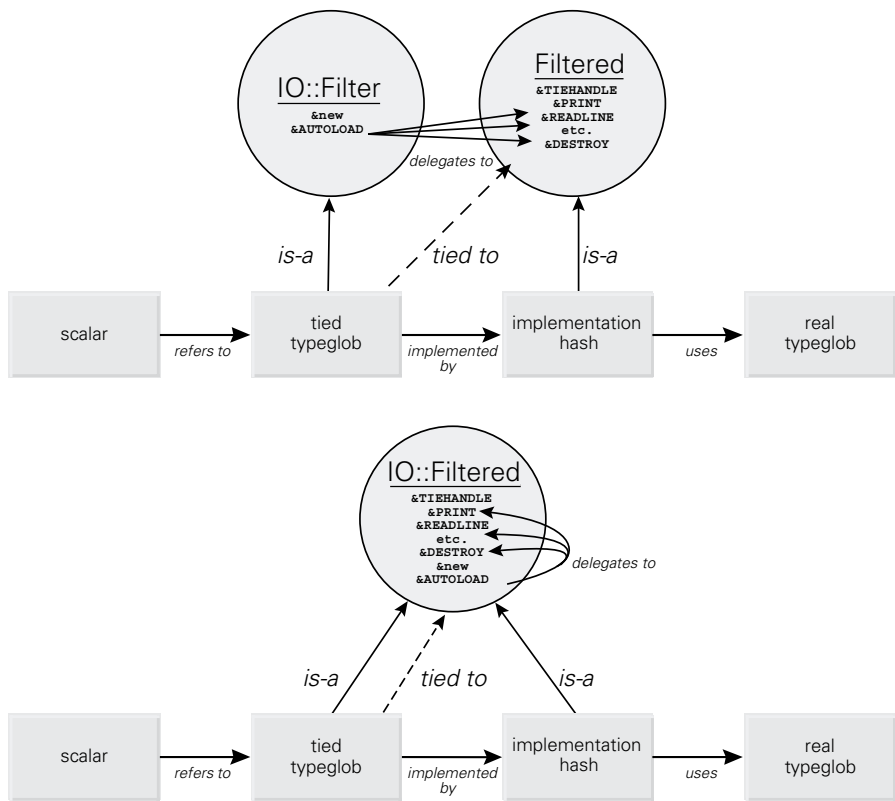 IO::Filter
&new
&AUTOLOAD
Filtered
&TIEHANDLE
&PRINT
&READLINE
etc.
&DESTROY
delegates to
is-a
tied to
is-a
scalar
refers to
tied
typeglob
implemented
by
implementation
hash
uses
real
typeglob
IO::Filtered
&TIEHANDLE
&PRINT
&READLINE
etc.
&DESTROY
&new
&AUTOLOAD
delegates to
is-a
tied to
is-a
scalar
refers to
tied
typeglob
implemented
by
implementation
hash
uses
real
typeglob